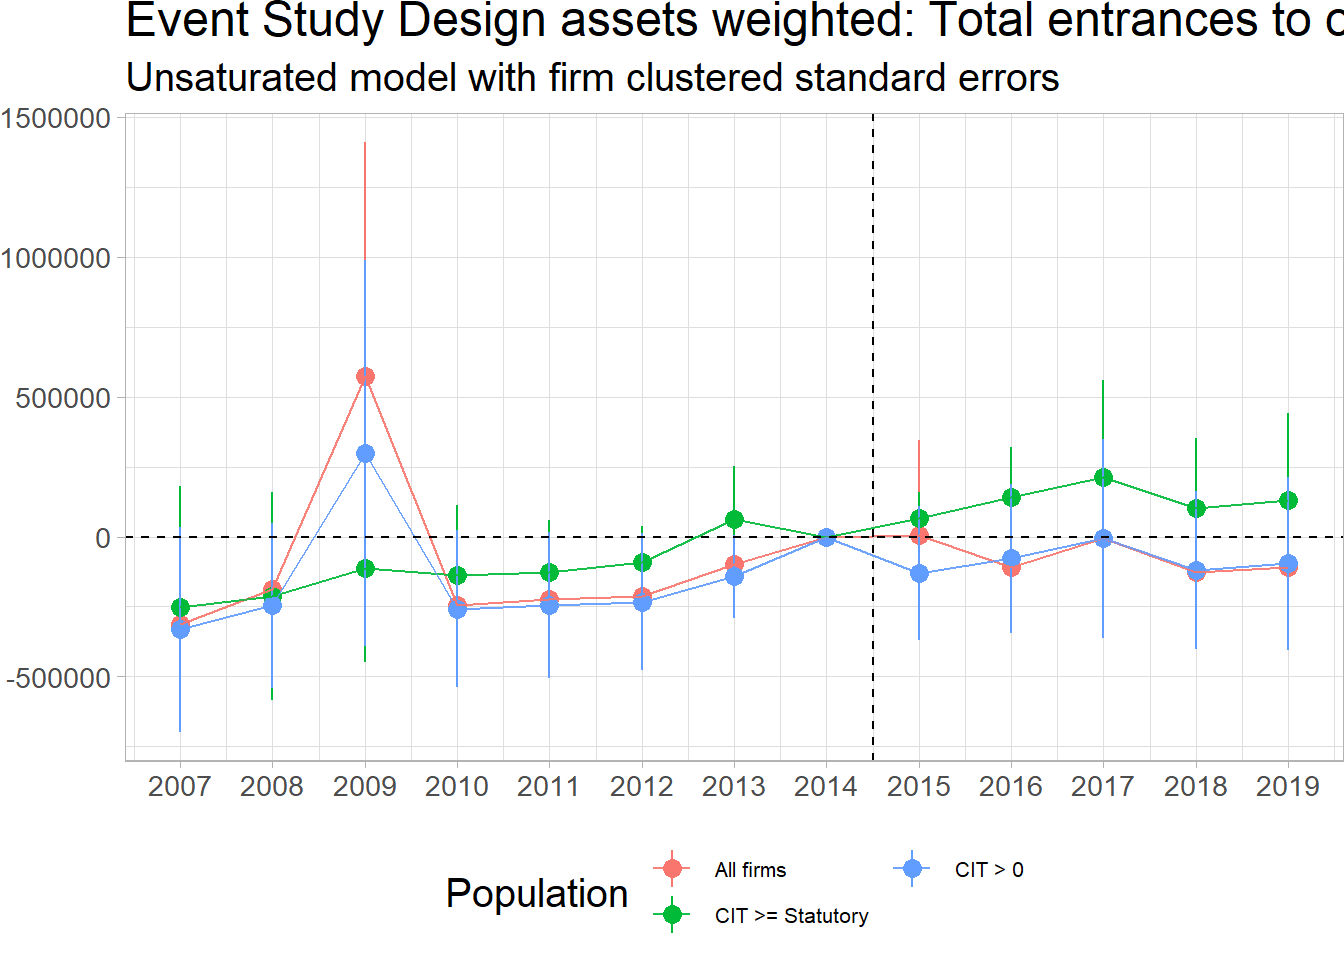 Event Study Design assets weighted: Total entrances to
Unsaturated model with firm clustered standard errors
1500000
1000000
500000
0
-500000
2007 2008 2009 2010 2011 2012 2013 2014 2015 2016 2017 2018 2019
Population
All firms
CIT > 0
CIT >= Statutory